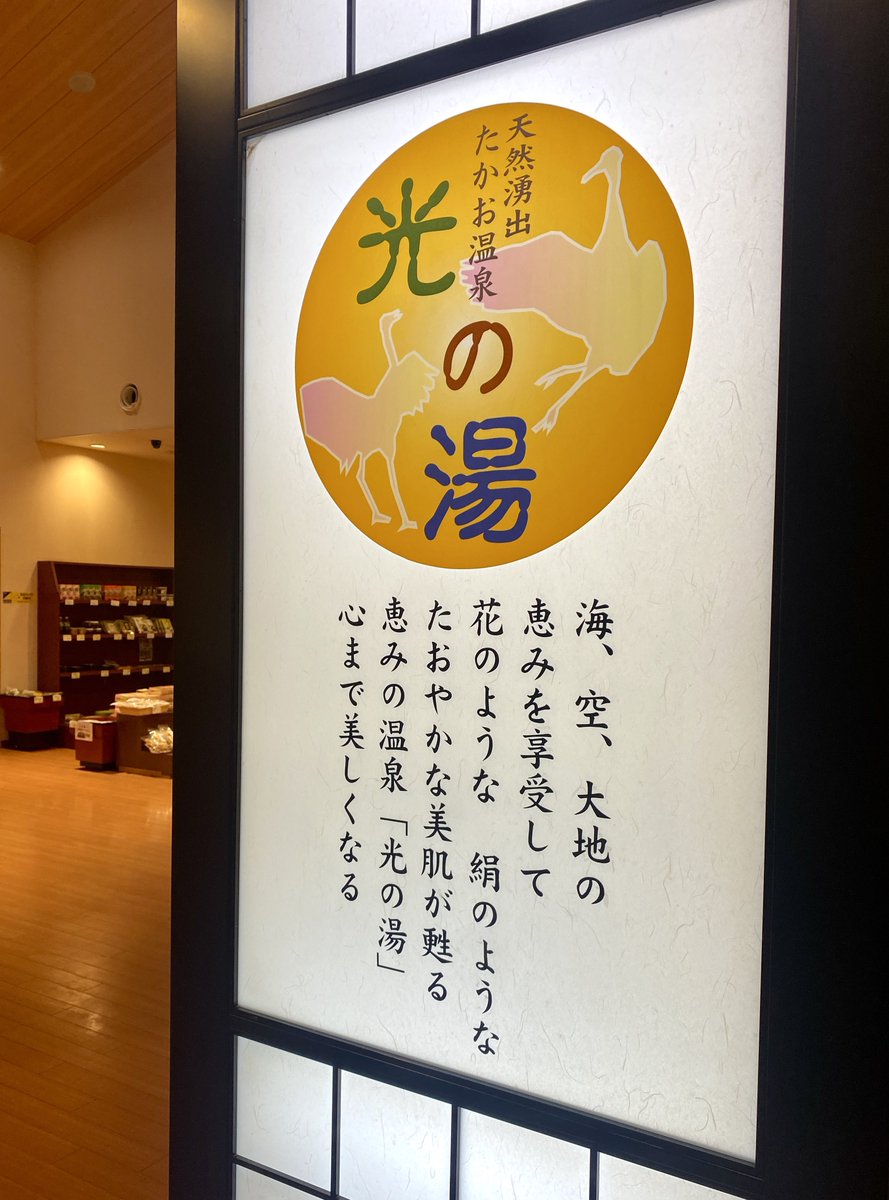 天然湧出
たかお温泉
光の湯
海、空、大地の
恵みを享受して
花のような　絹のような
たおやかな美肌が甦る
恵みの温泉「光の湯」
心まで美しくなる